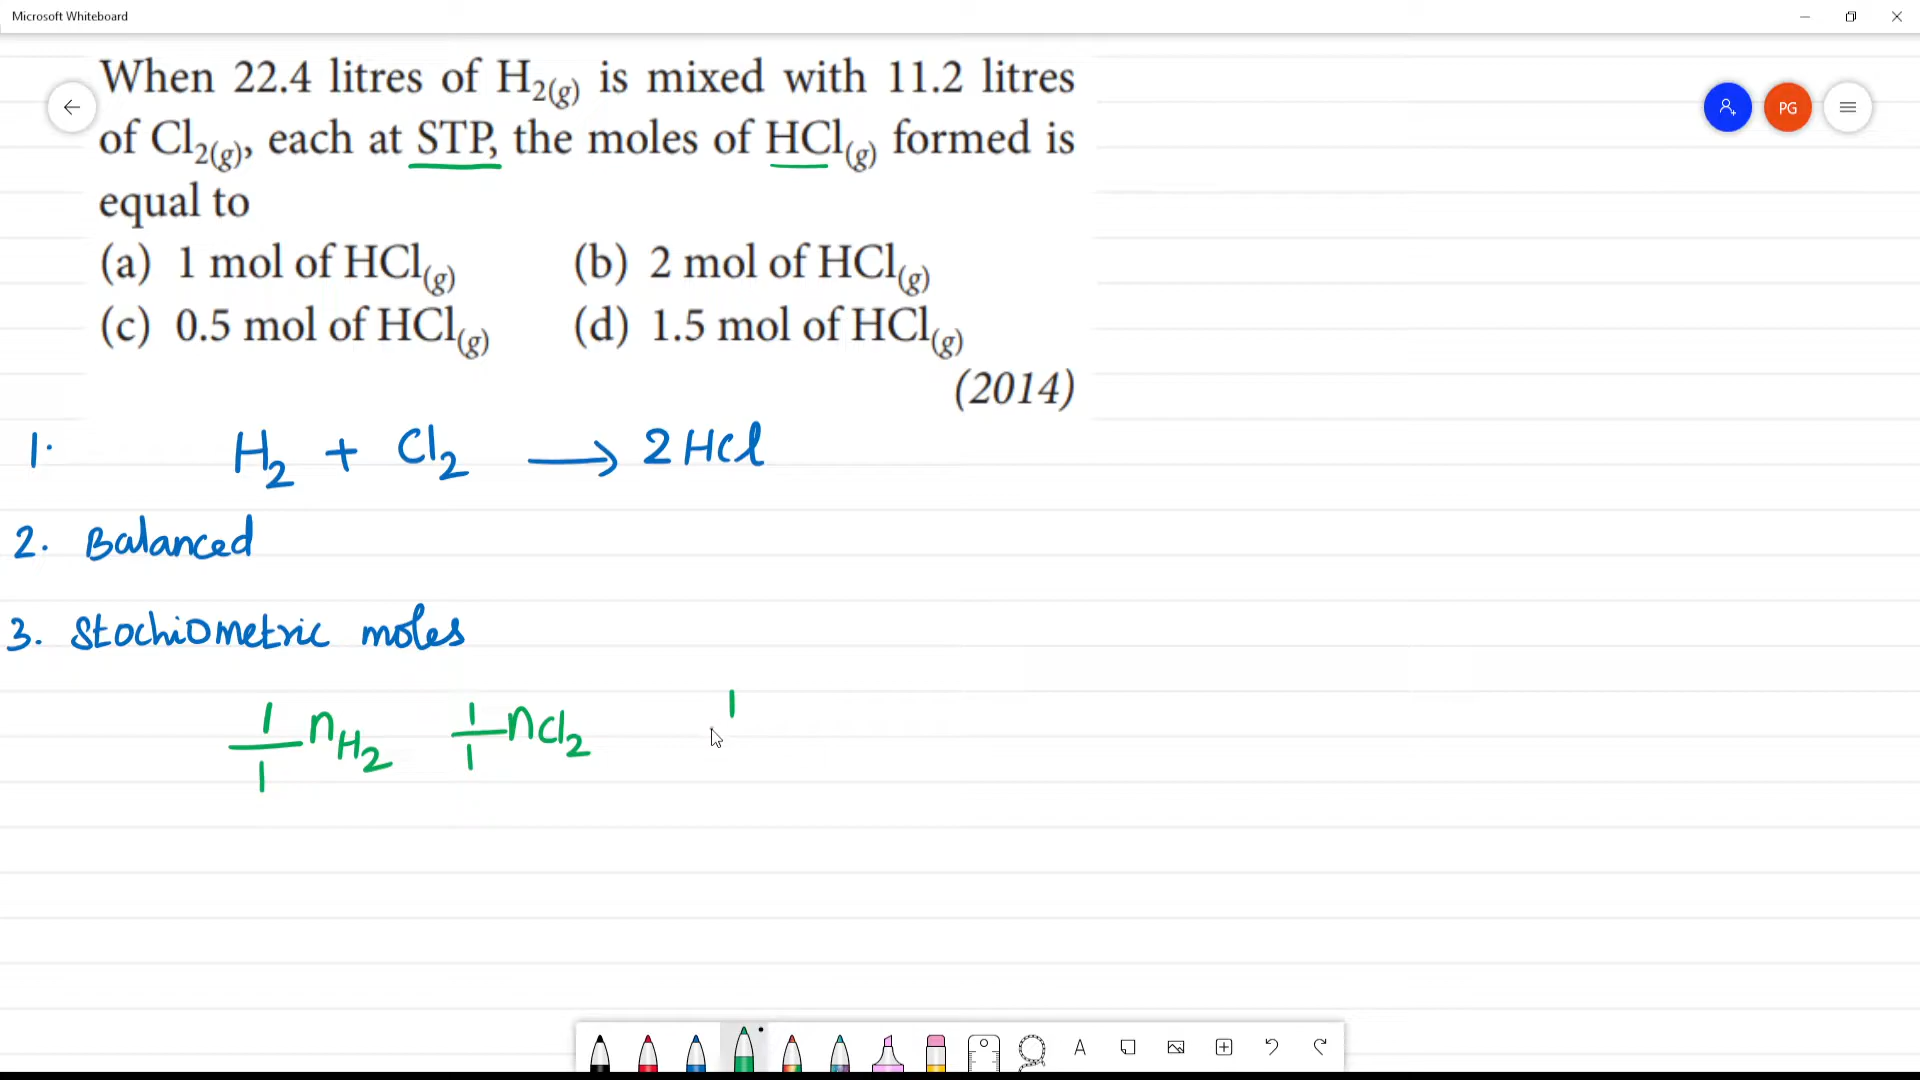 Microsoft Whiteboard
When 22.4 litres of H2(g) is mixed with 11.2 litres
of Cl2(g), each at STP, the moles of HCl(g) formed is
equal to
(a) 1 mol of HCl(g) (b) 2 mol of HCl(g)
(c) 0.5 mol of HCl(g) (d) 1.5 mol of HCl(g)
(2014)
PG
1. H2 + Cl2 → 2HCl
2. Balanced
3. Stochiometric moles
1/1 nH2 1/1 nCl2 1
A